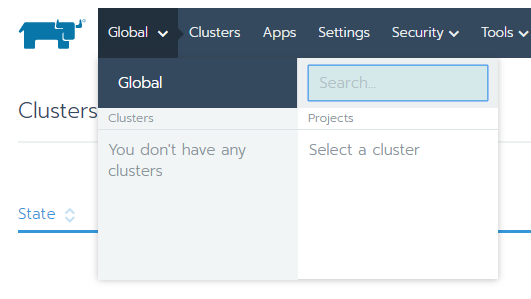 Global Clusters Apps Settings Security Tools
Global Search...
Clusters Projects
Clusters
You don't have any
clusters
Select a cluster
State